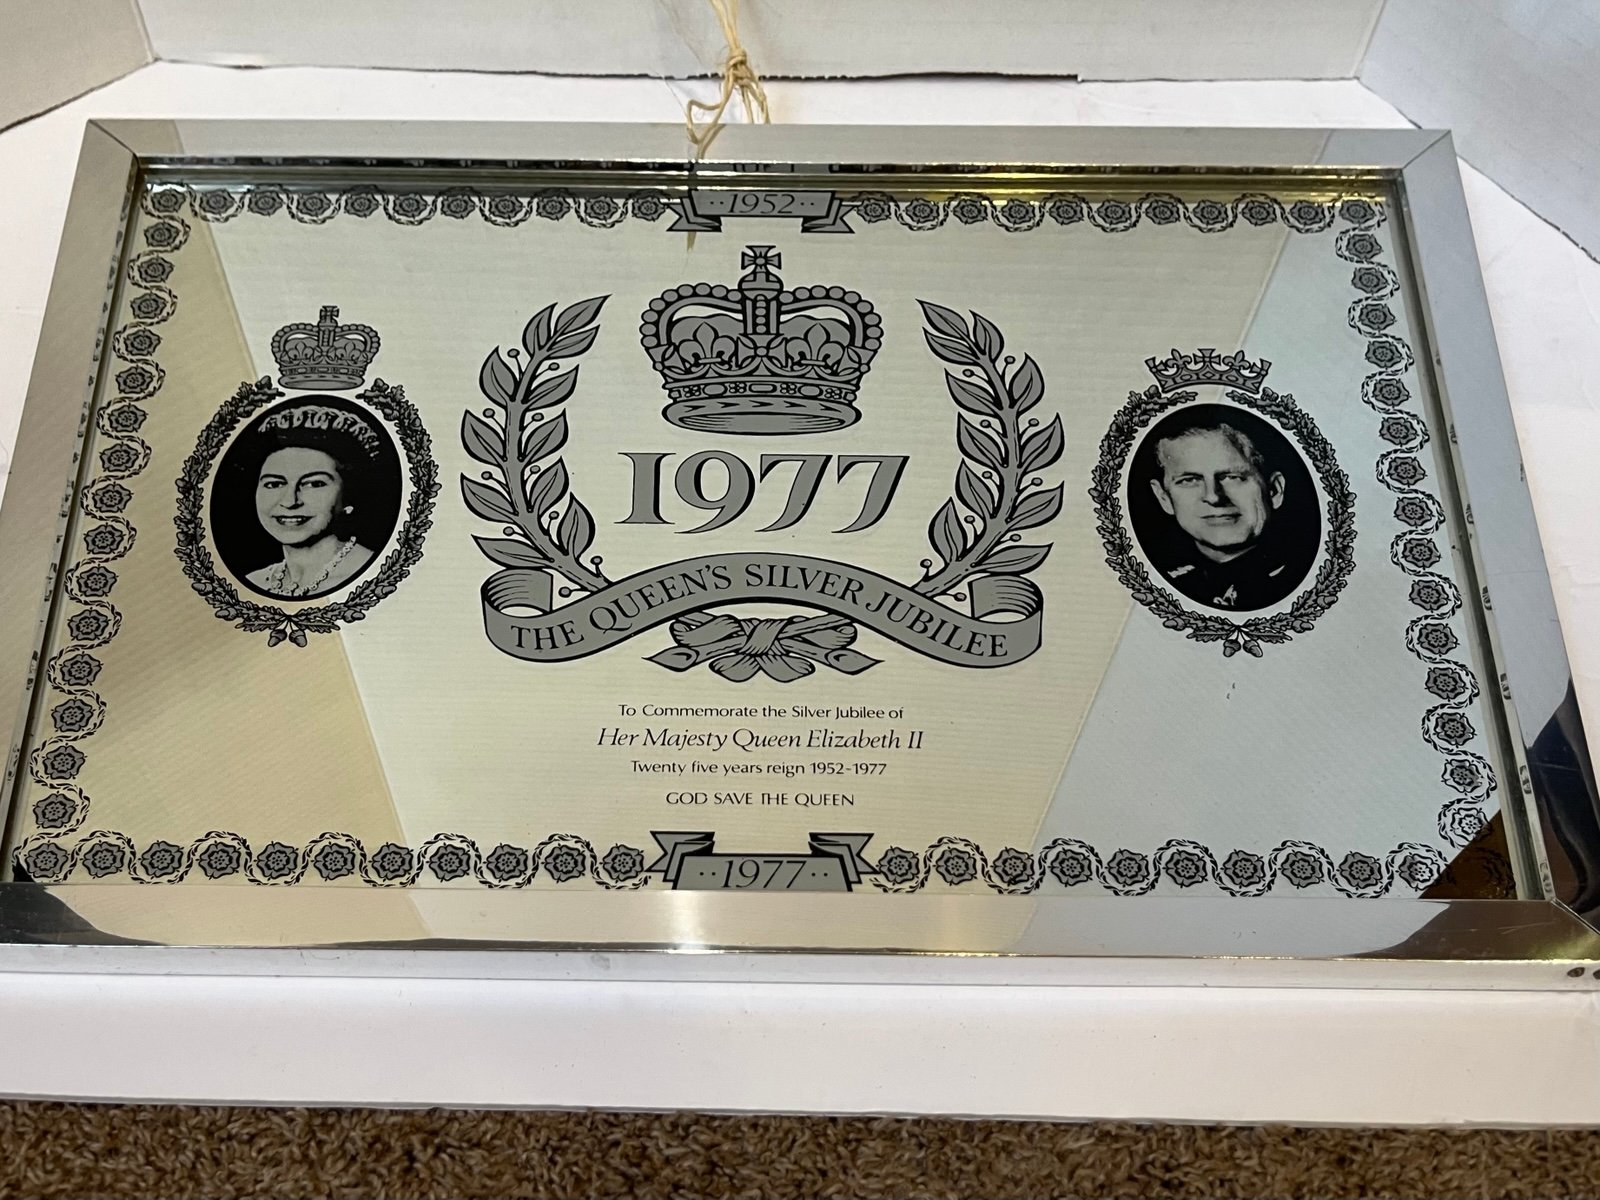 ··1952··
1977
THE QUEEN'S SILVER JUBILEE
To Commemorate the Silver Jubilee of
Her Majesty Queen Elizabeth II
Twenty five years reign 1952-1977
GOD SAVE THE QUEEN
··1977··